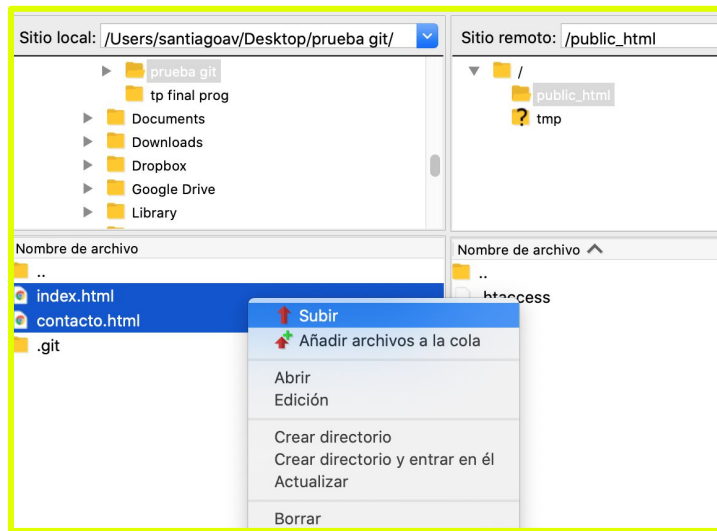 Sitio local: /Users/santiagoav/Desktop/prueba git/
prueba git
tp final prog
Documents
Downloads
Dropbox
Google Drive
Library
Sitio remoto: /public_html
/
public_html
tmp
Nombre de archivo
..
index.html
contacto.html
.git
Nombre de archivo
..
.htaccess
Subir
Añadir archivos a la cola
Abrir
Edición
Crear directorio
Crear directorio y entrar en él
Actualizar
Borrar